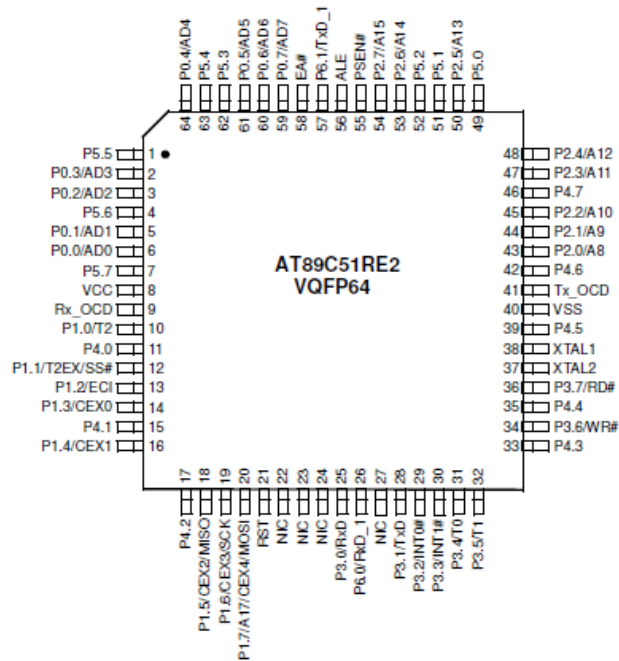 P0.4/AD4
P5.4
P5.3
P0.5/AD5
P0.6/AD6
P0.7/AD7
EA#
P6.1/TxD_1
ALE
PSEN#
P2.7/A15
P2.6/A14
P5.2
P5.1
P2.5/A13
P5.0
64 63 62 61 60 59 58 57 56 55 54 53 52 51 50 49
P5.5 1
P0.3/AD3 2
P0.2/AD2 3
P5.6 4
P0.1/AD1 5
P0.0/AD0 6
P5.7 7
VCC 8
Rx_OCD 9
P1.0/T2 10
P4.0 11
P1.1/T2EX/SS# 12
P1.2/ECI 13
P1.3/CEX0 14
P4.1 15
P1.4/CEX1 16
AT89C51RE2
VQFP64
48 P2.4/A12
47 P2.3/A11
46 P4.7
45 P2.2/A10
44 P2.1/A9
43 P2.0/A8
42 P4.6
41 Tx_OCD
40 VSS
39 P4.5
38 XTAL1
37 XTAL2
36 P3.7/RD#
35 P4.4
34 P3.6/WR#
33 P4.3
17 18 19 20 21 22 23 24 25 26 27 28 29 30 31 32
P4.2
P1.5/CEX2/MISO
P1.6/CEX3/SCK
P1.7/A17/CEX4/MOSI
RST
NIC
NIC
NIC
P3.0/RxD
P6.0/RxD_1
NIC
P3.1/TxD
P3.2/INT0#
P3.3/INT1#
P3.4/T0
P3.5/T1